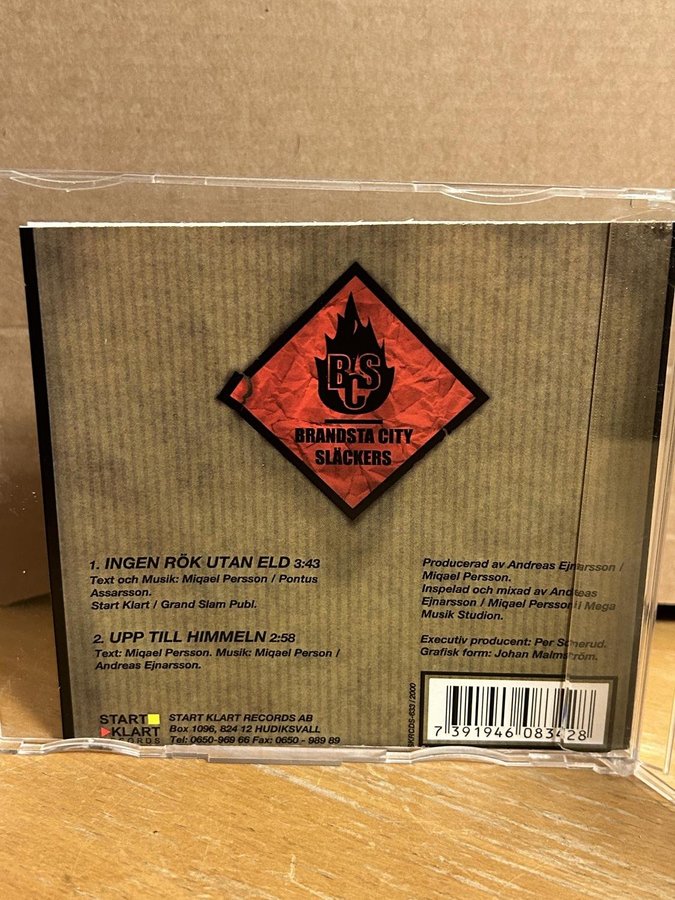 BCS
BRANDSTA CITY
SLÄCKERS
1. INGEN RÖK UTAN ELD 3:43
Text och Musik: Miqael Persson / Pontus
Assarsson.
Start Klart / Grand Slam Publ.
2. UPP TILL HIMMELN 2:58
Text: Miqael Persson. Musik: Miqael Person /
Andreas Ejnarsson.
Producerad av Andreas Ejnarsson /
Miqael Persson.
Inspelad och mixad av Andreas
Ejnarsson / Miqael Persson i Mega
Musik Studion.
Executiv producent: Per Scherud.
Grafisk form: Johan Malmström.
START
KLART
RECORDS
START KLART RECORDS AB
Box 1096, 824 12 HUDIKSVALL
Tel: 0650-969 66 Fax: 0650 - 989 89
SKRCDS-633 / 2000
7 391946 083428